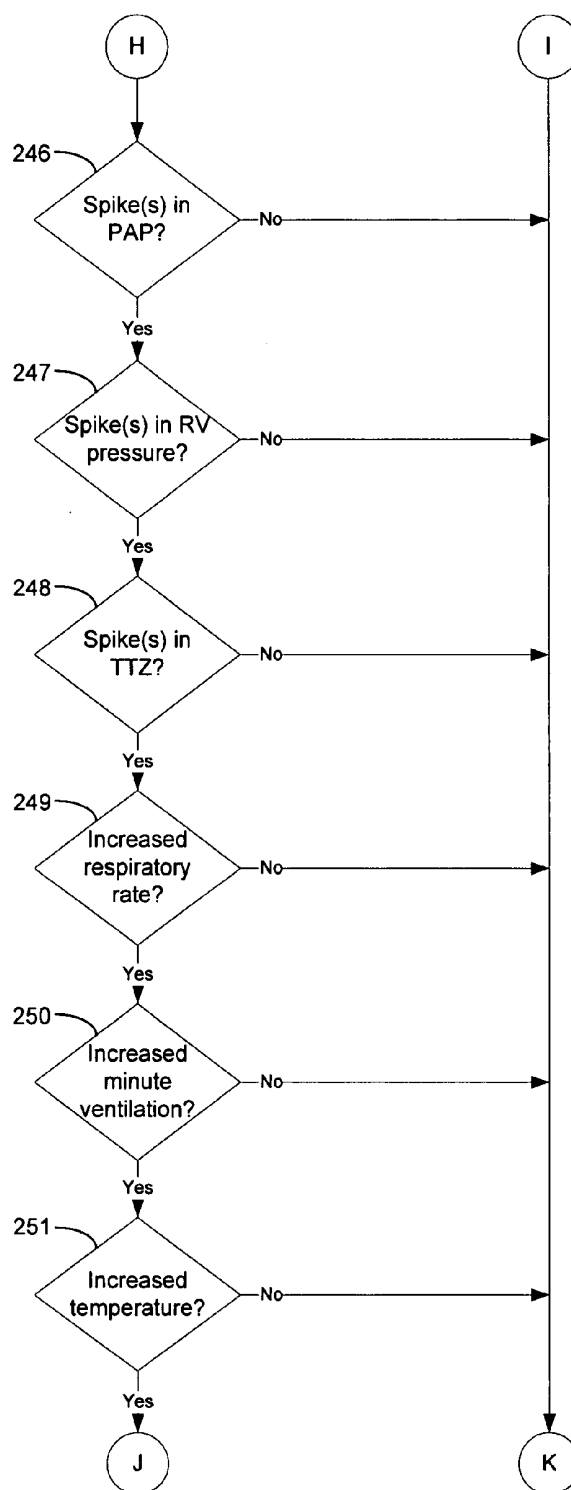 H
I
246
Spike(s) in
PAP?
No
Yes
247
Spike(s) in RV
pressure?
No
Yes
248
Spike(s) in
TTZ?
No
Yes
249
Increased
respiratory
rate?
No
Yes
250
Increased
minute
ventilation?
No
Yes
251
Increased
temperature?
No
Yes
J
K